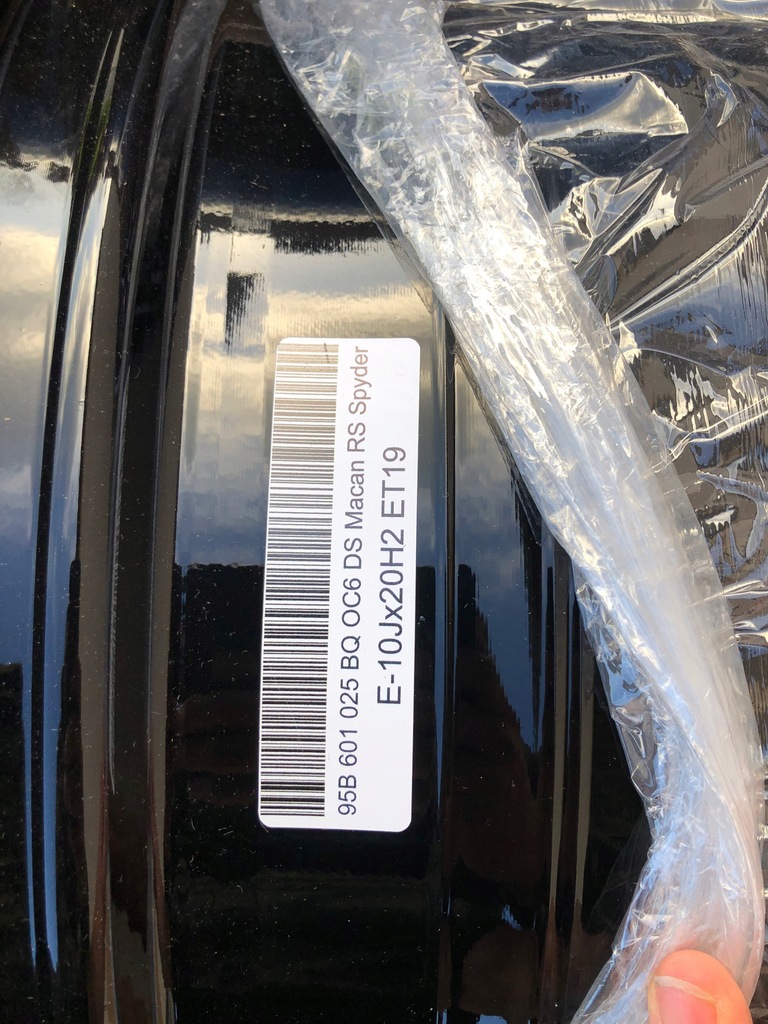 95B 601 025 BQ OC6 DS Macan RS Spyder
E-10Jx20H2 ET19